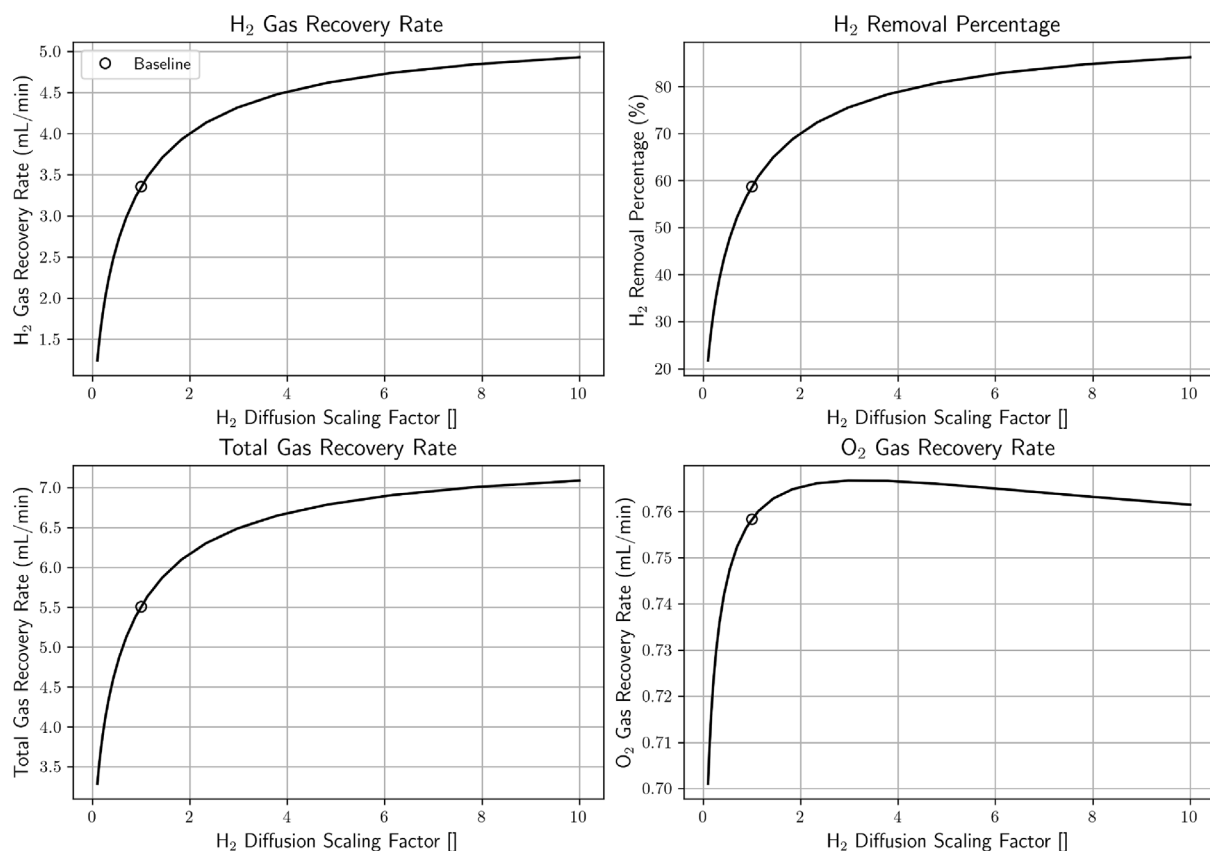 H₂ Gas Recovery Rate
H₂ Gas Recovery Rate (mL/min)
5.0
4.5
4.0
3.5
3.0
2.5
2.0
1.5
Baseline
0 2 4 6 8 10
H₂ Diffusion Scaling Factor []
H₂ Removal Percentage
H₂ Removal Percentage (%)
80
70
60
50
40
30
20
0 2 4 6 8 10
H₂ Diffusion Scaling Factor []
Total Gas Recovery Rate
Total Gas Recovery Rate (mL/min)
7.0
6.5
6.0
5.5
5.0
4.5
4.0
3.5
0 2 4 6 8 10
H₂ Diffusion Scaling Factor []
O₂ Gas Recovery Rate
O₂ Gas Recovery Rate (mL/min)
0.76
0.75
0.74
0.73
0.72
0.71
0.70
0 2 4 6 8 10
H₂ Diffusion Scaling Factor []